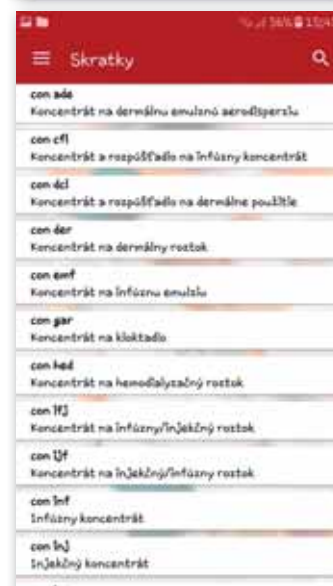 56% 15:4
Skratky
con ade
Koncentrát na dermálnu emulznú aerodisperziu
con cfl
Koncentrát a rozpúšťadlo na infúzny koncentrát
con dcl
Koncentrát a rozpúšťadlo na dermálne použitie
con der
Koncentrát na dermálny roztok
con emf
Koncentrát na infúznu emulziu
con gar
Koncentrát na kloktadlo
con hed
Koncentrát na hemodialyzačný roztok
con ifj
Koncentrát na infúzny/injekčný roztok
con ijf
Koncentrát na injekčný/infúzny roztok
con inf
Infúzny koncentrát
con inj
Injekčný koncentrát